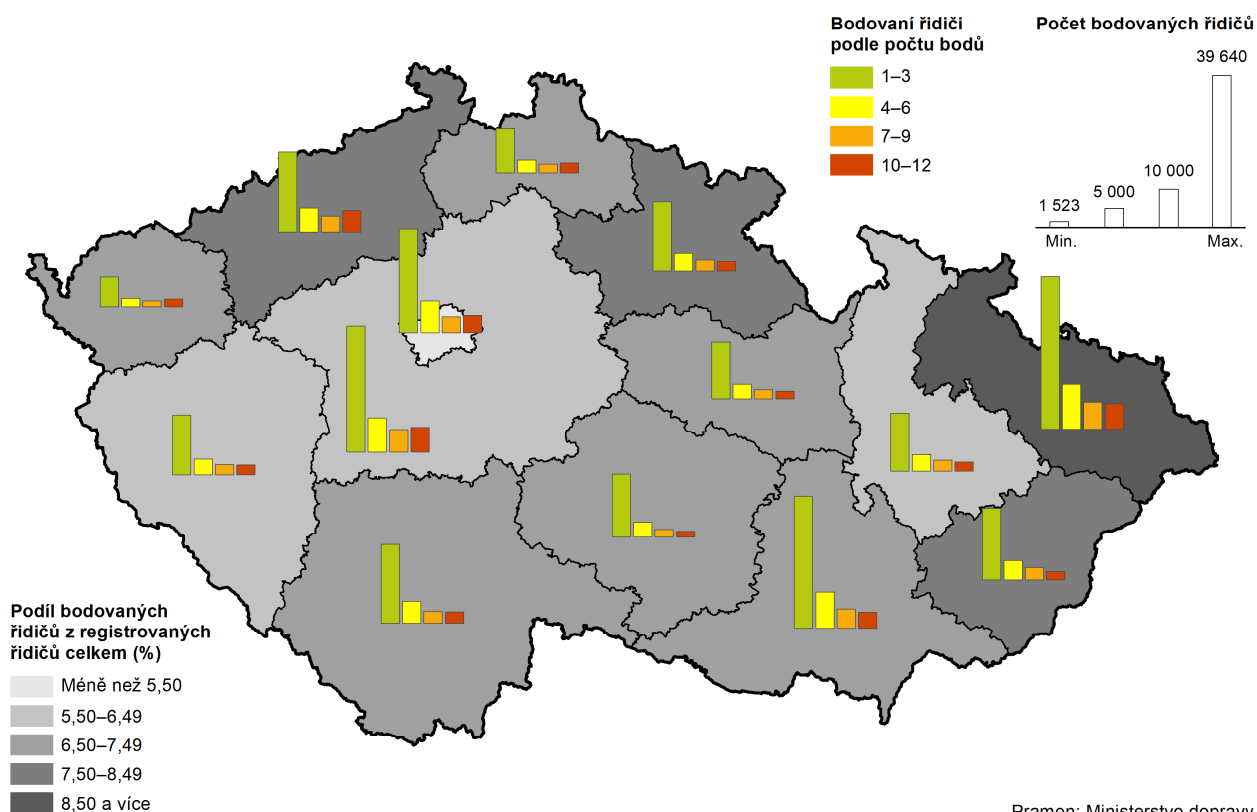 Bodovaní řidiči
podle počtu bodů
1–3
4–6
7–9
10–12
Počet bodovaných řidičů
39 640
10 000
5 000
1 523
Min.
Max.
Podíl bodovaných
řidičů z registrovaných
řidičů celkem (%)
Méně než 5,50
5,50–6,49
6,50–7,49
7,50–8,49
8,50 a více
Pramen: Ministerstvo dopravy